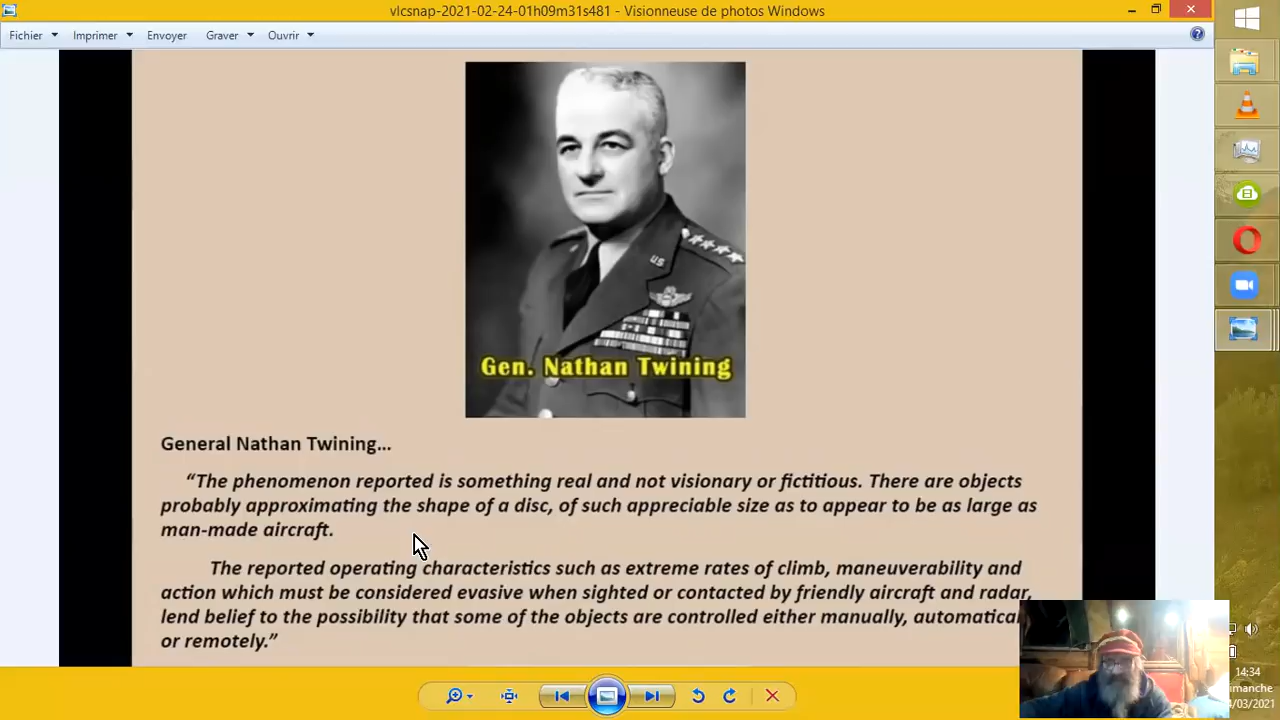 vlcsnap-2021-02-24-01h09m31s481 - Visionneuse de photos Windows
Fichier Imprimer Envoyer Graver Ouvrir
US
Gen. Nathan Twining
General Nathan Twining...
“The phenomenon reported is something real and not visionary or fictitious. There are objects
probably approximating the shape of a disc, of such appreciable size as to appear to be as large as
man-made aircraft.
The reported operating characteristics such as extreme rates of climb, maneuverability and
action which must be considered evasive when sighted or contacted by friendly aircraft and radar,
lend belief to the possibility that some of the objects are controlled either manually, automatical
or remotely.”
14:34
imanche
4/03/2021